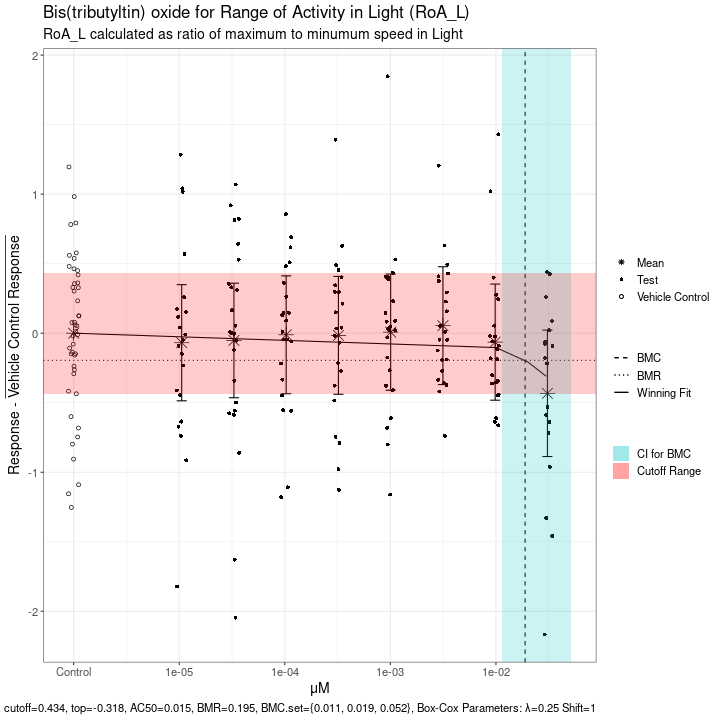 Bis(tributyltin) oxide for Range of Activity in Light (RoA_L)
RoA_L calculated as ratio of maximum to minumum speed in Light
Response - Vehicle Control Response
2
1
0
-1
-2
Control
1e-05
1e-04
1e-03
1e-02
µM
Mean
Test
Vehicle Control
BMC
BMR
Winning Fit
CI for BMC
Cutoff Range
cutoff=0.434, top=-0.318, AC50=0.015, BMR=0.195, BMC.set={0.011, 0.019, 0.052}, Box-Cox Parameters: λ=0.25 Shift=1